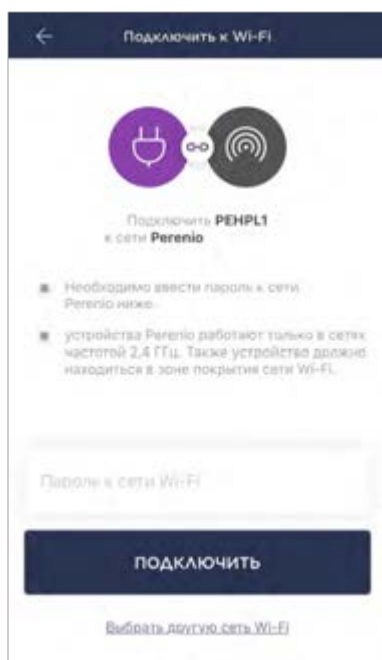 Подключить к Wi-Fi
Подключить PEHPL1
к сети Perenio
Необходимо ввести пароль к сети
Perenio ниже.
устройства Perenio работают только в сетях
частотой 2,4 ГГц. Также устройство должно
находиться в зоне покрытия сети Wi-Fi.
Пароль к сети Wi-Fi
ПОДКЛЮЧИТЬ
Выбрать другую сеть Wi-Fi